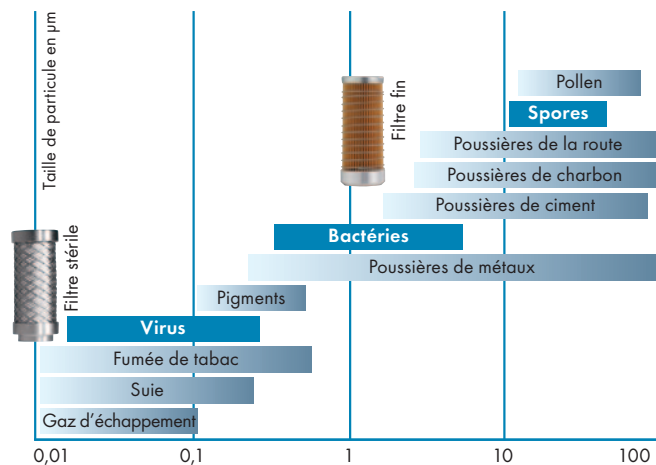 Taille de particule en µm
Filtre stérile
Filtre fin
Pollen
Spores
Poussières de la route
Poussières de charbon
Poussières de ciment
Bactéries
Poussières de métaux
Pigments
Virus
Fumée de tabac
Suie
Gaz d'échappement
0,01 0,1 1 10 100